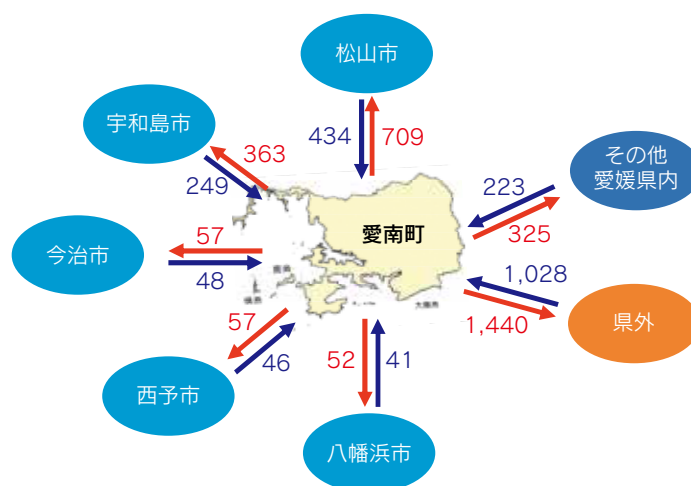 松山市
宇和島市
434
709
363
249
その他
愛媛県内
223
325
愛南町
今治市
57
48
1,028
1,440
県外
57
46
西予市
52
41
八幡浜市